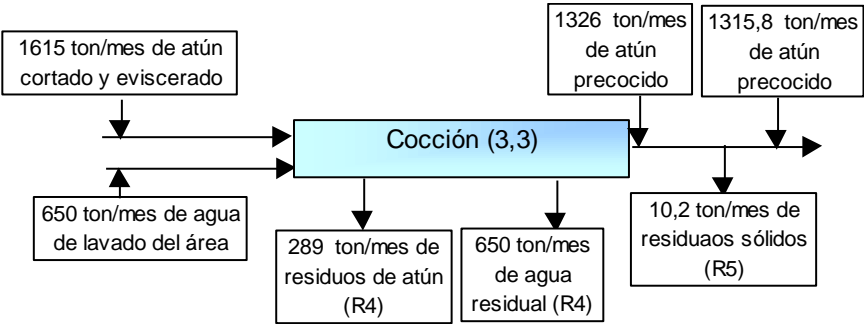 1615 ton/mes de atún
cortado y eviscerado
1326 ton/mes
de atún
precocido
1315,8 ton/mes
de atún
precocido
Cocción (3,3)
650 ton/mes de agua
de lavado del área
289 ton/mes de
residuos de atún
(R4)
650 ton/mes
de agua
residual (R4)
10,2 ton/mes de
residuaos sólidos
(R5)